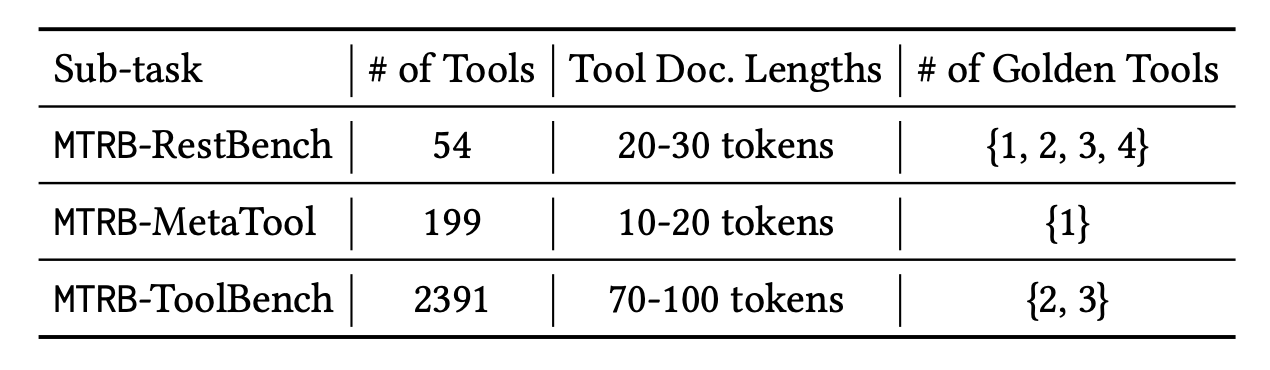 Sub-task # of Tools Tool Doc. Lengths # of Golden Tools
MTRB-RestBench 54 20-30 tokens {1, 2, 3, 4}
MTRB-MetaTool 199 10-20 tokens {1}
MTRB-ToolBench 2391 70-100 tokens {2, 3}